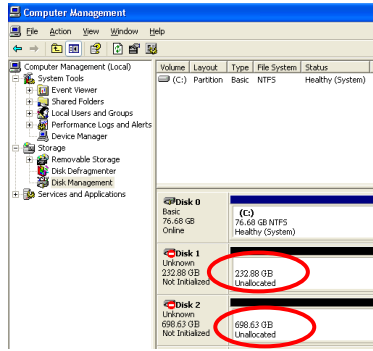 Computer Management
File Action View Window Help
Computer Management (Local)
System Tools
Event Viewer
Shared Folders
Local Users and Groups
Performance Logs and Alerts
Device Manager
Storage
Removable Storage
Disk Defragmenter
Disk Management
Services and Applications
Volume Layout Type File System Status
(C:) Partition Basic NTFS Healthy (System)
Disk 0
Basic
76.68 GB
Online
(C:)
76.68 GB NTFS
Healthy (System)
Disk 1
Unknown
232.88 GB
Not Initialized
232.88 GB
Unallocated
Disk 2
Unknown
698.63 GB
Not Initialized
698.63 GB
Unallocated